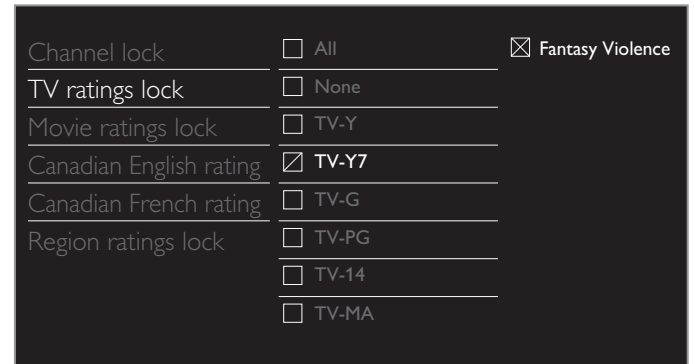 Channel lock
TV ratings lock
Movie ratings lock
Canadian English rating
Canadian French rating
Region ratings lock
All
None
TV-Y
TV-Y7
TV-G
TV-PG
TV-14
TV-MA
Fantasy Violence